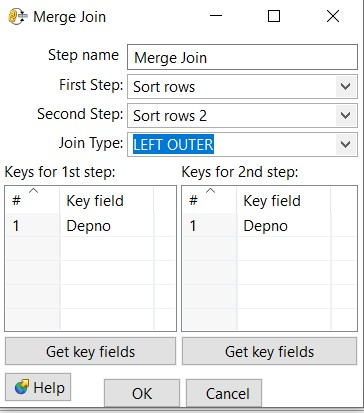 Merge Join
Step name Merge Join
First Step: Sort rows
Second Step: Sort rows 2
Join Type: LEFT OUTER
Keys for 1st step: Keys for 2nd step:
# Key field # Key field
1 Depno 1 Depno
Get key fields Get key fields
Help OK Cancel